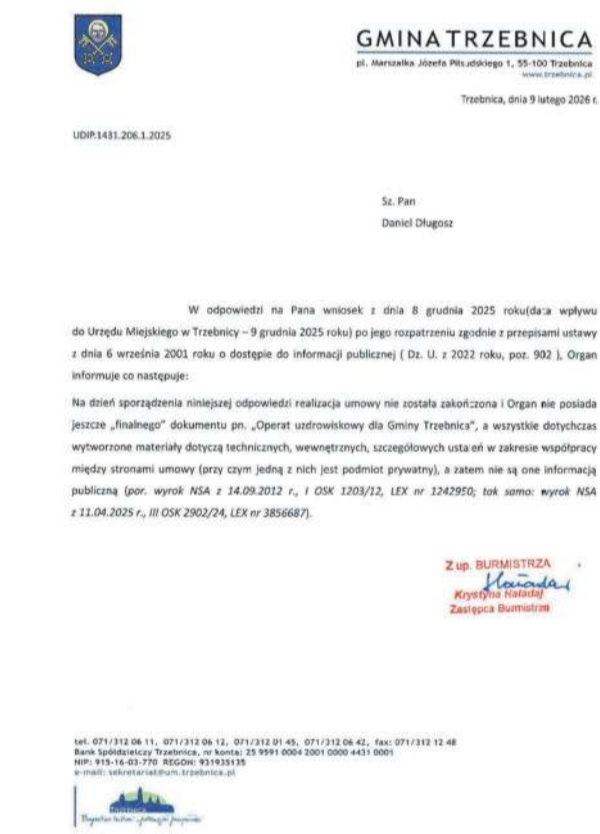 GMINA TRZEBNICA
pl. Marszałka Józefa Piłsudskiego 1, 55-100 Trzebnica
www.trzebnica.pl
Trzebnica, dnia 9 lutego 2026 r.
UDIP.1431.206.1.2025
Sz. Pan
Daniel Długosz
W odpowiedzi na Pana wniosek z dnia 8 grudnia 2025 roku(data wpływu
do Urzędu Miejskiego w Trzebnicy – 9 grudnia 2025 roku) po jego rozpatrzeniu zgodnie z przepisami ustawy
z dnia 6 września 2001 roku o dostępie do informacji publicznej ( Dz. U. z 2022 roku, poz. 902 ), Organ
informuje co następuje:
Na dzień sporządzenia niniejszej odpowiedzi realizacja umowy nie została zakończona i Organ nie posiada
jeszcze „finalnego" dokumentu pn. „Operat uzdrowiskowy dla Gminy Trzebnica", a wszystkie dotychczas
wytworzone materiały dotyczą technicznych, wewnętrznych, szczegółowych ustaleń w zakresie współpracy
między stronami umowy (przy czym jedną z nich jest podmiot prywatny), a zatem nie są one informacją
publiczną (por. wyrok NSA z 14.09.2012 r., I OSK 1203/12, LEX nr 1242950; tak samo: wyrok NSA
z 11.04.2025 r., III OSK 2902/24, LEX nr 3856687).
Z up. BURMISTRZA
Krystyna Haładaj
Zastępca Burmistrza
tel. 071/312 06 11, 071/312 06 12, 071/312 01 45, 071/312 06 42, fax: 071/312 12 48
Bank Spółdzielczy Trzebnica, nr konta: 25 9591 0004 2001 0000 4431 0001
NIP: 915-16-03-770 REGON: 931935135
e-mail: sekretariat@um.trzebnica.pl